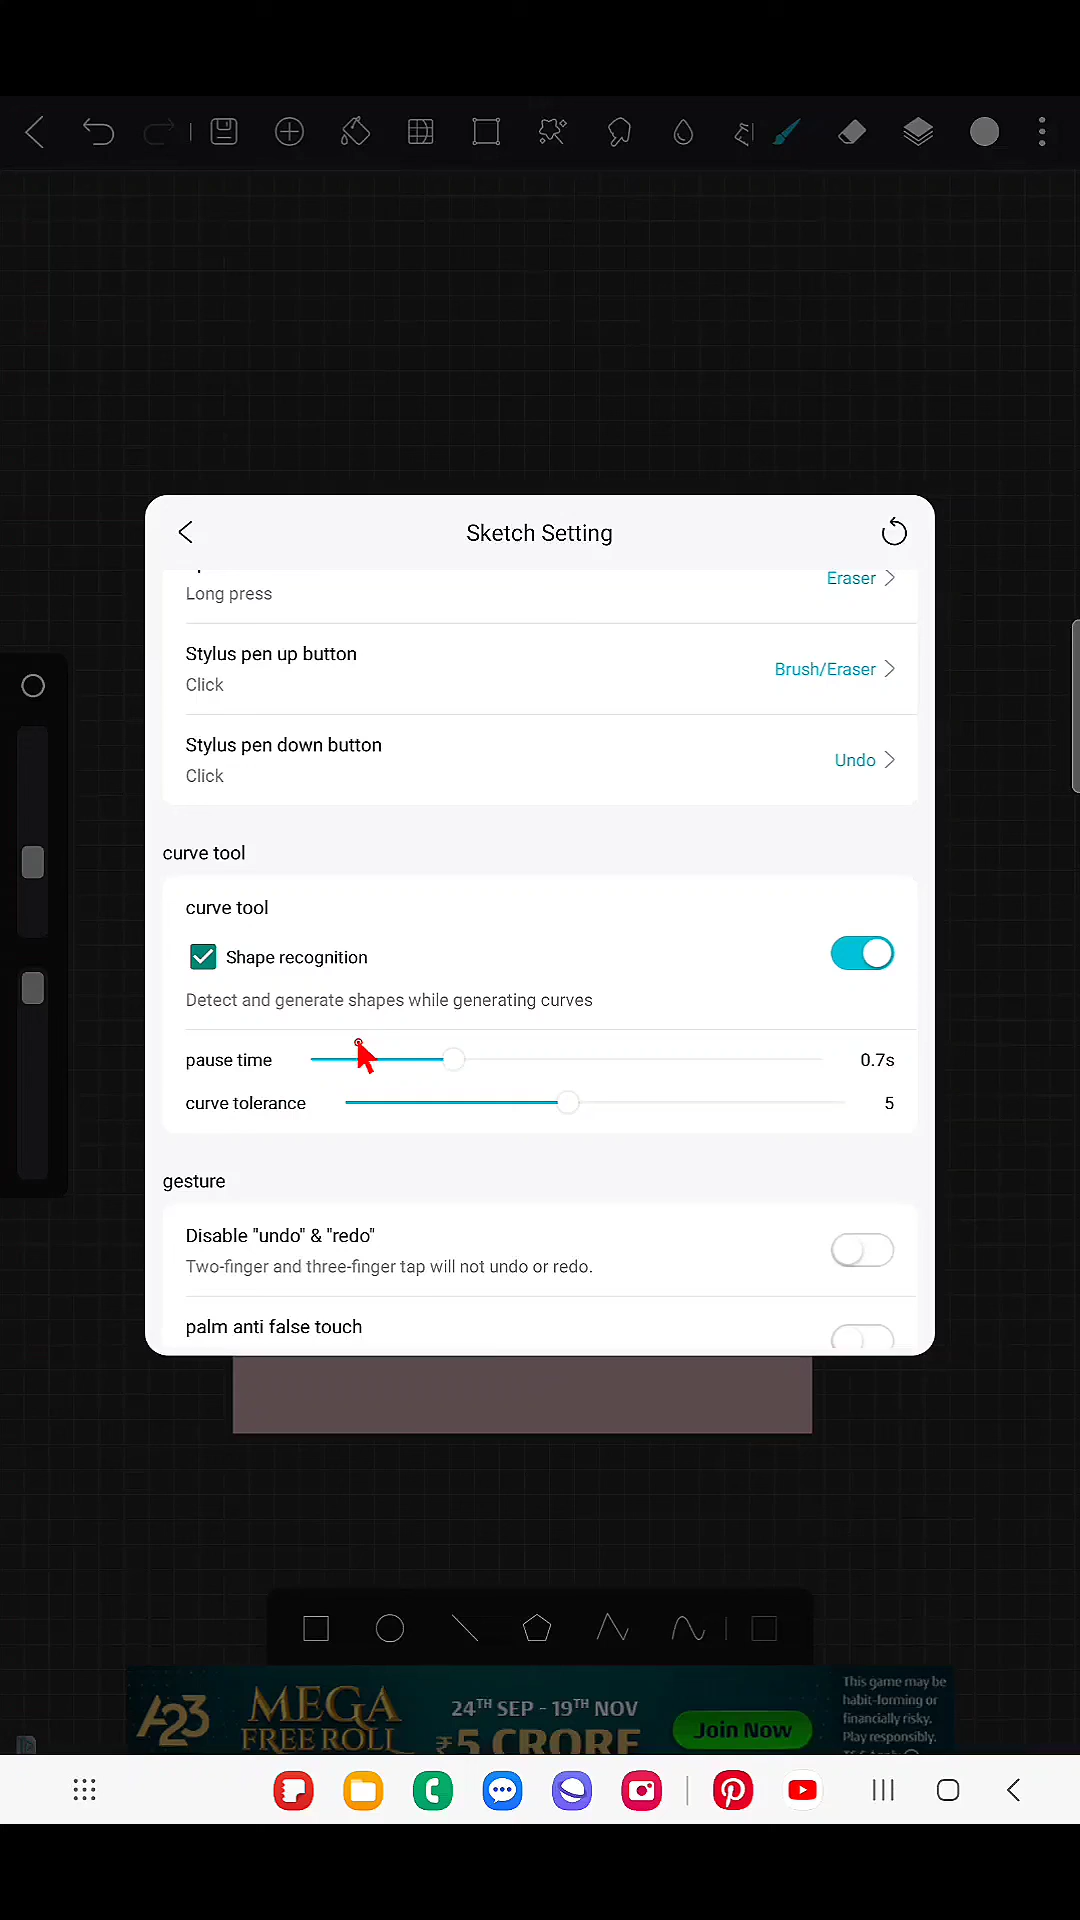 Sketch Setting
Long press
Eraser
Stylus pen up button
Click
Brush/Eraser
Stylus pen down button
Click
Undo
curve tool
curve tool
Shape recognition
Detect and generate shapes while generating curves
pause time
0.7s
curve tolerance
5
gesture
Disable "undo" & "redo"
Two-finger and three-finger tap will not undo or redo.
palm anti false touch
A23
MEGA
FREE ROLL
24TH SEP - 19TH NOV
₹5 CRORE
Join Now
This game may be
habit-forming or
financially risky.
Play responsibly.